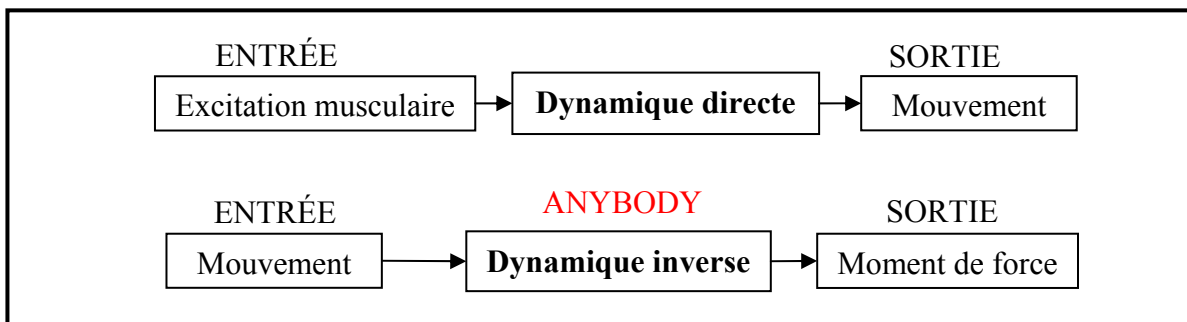 ENTRÉE SORTIE
Excitation musculaire Dynamique directe Mouvement
ENTRÉE ANYBODY SORTIE
Mouvement Dynamique inverse Moment de force